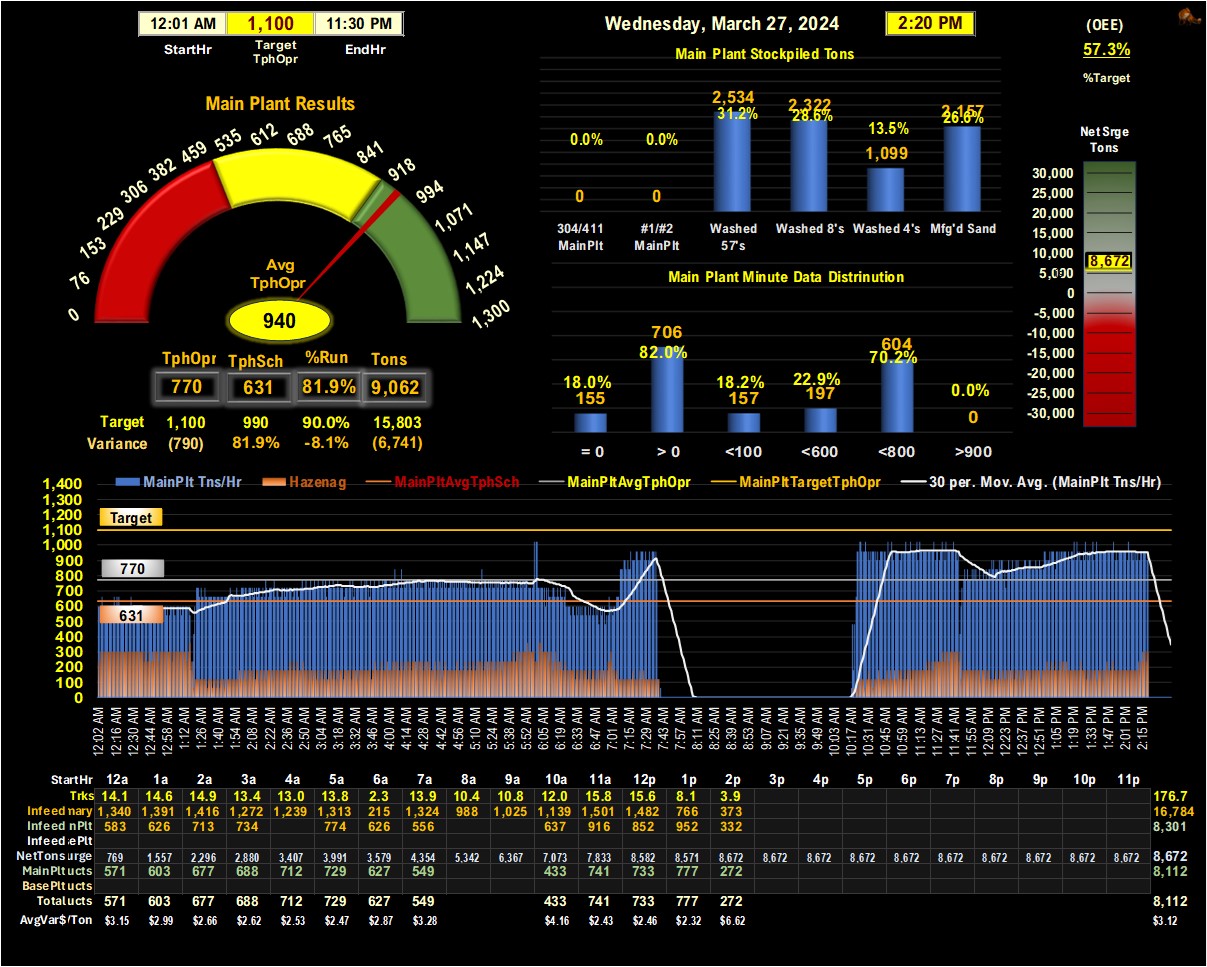 12:01 AM 1,100 11:30 PM
StartHr Target TphOpr EndHr
Wednesday, March 27, 2024 2:20 PM
(OEE)
57.3%
%Target
Main Plant Results
0 76 153 229 306 382 459 535 612 688 765 841 918 994 1,071 1,147 1,224 1,300
Avg
TphOpr
940
TphOpr TphSch %Run Tons
770 631 81.9% 9,062
Target 1,100 990 90.0% 15,803
Variance (790) 81.9% -8.1% (6,741)
Main Plant Stockpiled Tons
2,534 2,322 2,157
31.2% 28.6% 26.6%
0.0% 0.0% 13.5%
1,099
0 0
304/411 MainPlt #1/#2 MainPlt Washed 57's Washed 8's Washed 4's Mfg'd Sand
Main Plant Minute Data Distrinution
706 604
82.0% 70.2%
18.0% 18.2% 22.9% 0.0%
155 157 197 0
= 0 > 0 <100 <600 <800 >900
Net Srge
Tons
30,000
25,000
20,000
15,000
10,000
8,672
5,000
0
-5,000
-10,000
-15,000
-20,000
-25,000
-30,000
MainPlt Tns/Hr Hazenag MainPltAvgTphSch MainPltAvgTphOpr MainPltTargetTphOpr 30 per. Mov. Avg. (MainPlt Tns/Hr)
1,400
1,300
1,200
1,100
1,000
900
800
700
600
500
400
300
200
100
0
Target
770
631
12:02 AM 12:16 AM 12:30 AM 12:44 AM 12:58 AM 1:12 AM 1:26 AM 1:40 AM 1:54 AM 2:08 AM 2:22 AM 2:36 AM 2:50 AM 3:04 AM 3:18 AM 3:32 AM 3:46 AM 4:00 AM 4:14 AM 4:28 AM 4:42 AM 4:56 AM 5:10 AM 5:24 AM 5:38 AM 5:52 AM 6:05 AM 6:19 AM 6:33 AM 6:47 AM 7:01 AM 7:15 AM 7:29 AM 7:43 AM 7:57 AM 8:11 AM 8:25 AM 8:39 AM 8:53 AM 9:07 AM 9:21 AM 9:35 AM 9:49 AM 10:03 AM 10:17 AM 10:31 AM 10:45 AM 10:59 AM 11:13 AM 11:27 AM 11:41 AM 11:55 AM 12:09 PM 12:23 PM 12:37 PM 12:51 PM 1:05 PM 1:19 PM 1:33 PM 1:47 PM 2:01 PM 2:15 PM
StartHr 12a 1a 2a 3a 4a 5a 6a 7a 8a 9a 10a 11a 12p 1p 2p 3p 4p 5p 6p 7p 8p 9p 10p 11p
Trks 14.1 14.6 14.9 13.4 13.0 13.8 2.3 13.9 10.4 10.8 12.0 15.8 15.6 8.1 3.9 176.7
Infeed nary 1,340 1,391 1,416 1,272 1,239 1,313 215 1,324 988 1,025 1,139 1,501 1,482 766 373 16,784
Infeed nPlt 583 626 713 734 774 626 556 637 916 852 952 332 8,301
Infeed ePlt
NetTons urge 769 1,557 2,296 2,880 3,407 3,991 3,579 4,354 5,342 6,367 7,073 7,833 8,582 8,571 8,672 8,672 8,672 8,672 8,672 8,672 8,672 8,672 8,672 8,672 8,672
MainPlt ucts 571 603 677 688 712 729 627 549 433 741 733 777 272 8,112
BasePlt ucts
Total ucts 571 603 677 688 712 729 627 549 433 741 733 777 272 8,112
AvgVar$/Ton $3.15 $2.99 $2.66 $2.62 $2.53 $2.47 $2.87 $3.28 $4.16 $2.43 $2.46 $2.32 $6.62 $3.12